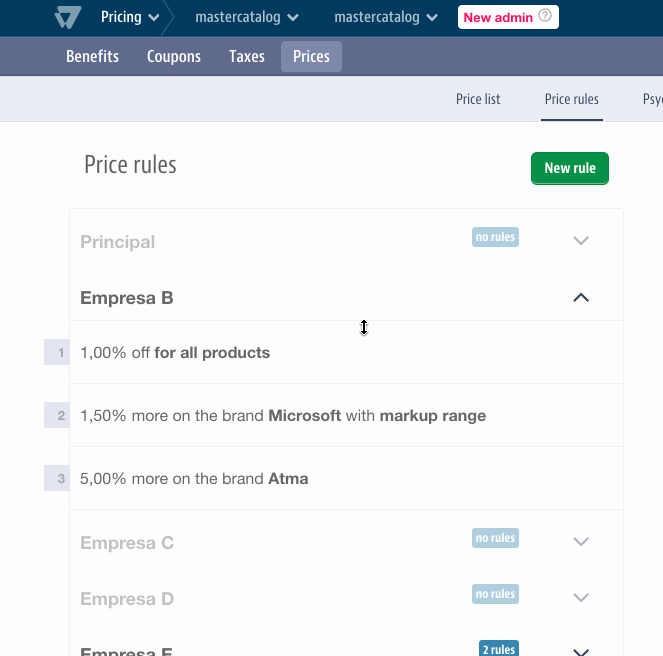 Pricing mastercatalog mastercatalog New admin ?
Benefits Coupons Taxes Prices
Price list Price rules Psy
Price rules New rule
Principal no rules
Empresa B
1 1,00% off for all products
2 1,50% more on the brand Microsoft with markup range
3 5,00% more on the brand Atma
Empresa C no rules
Empresa D no rules
Empresa E 2 rules